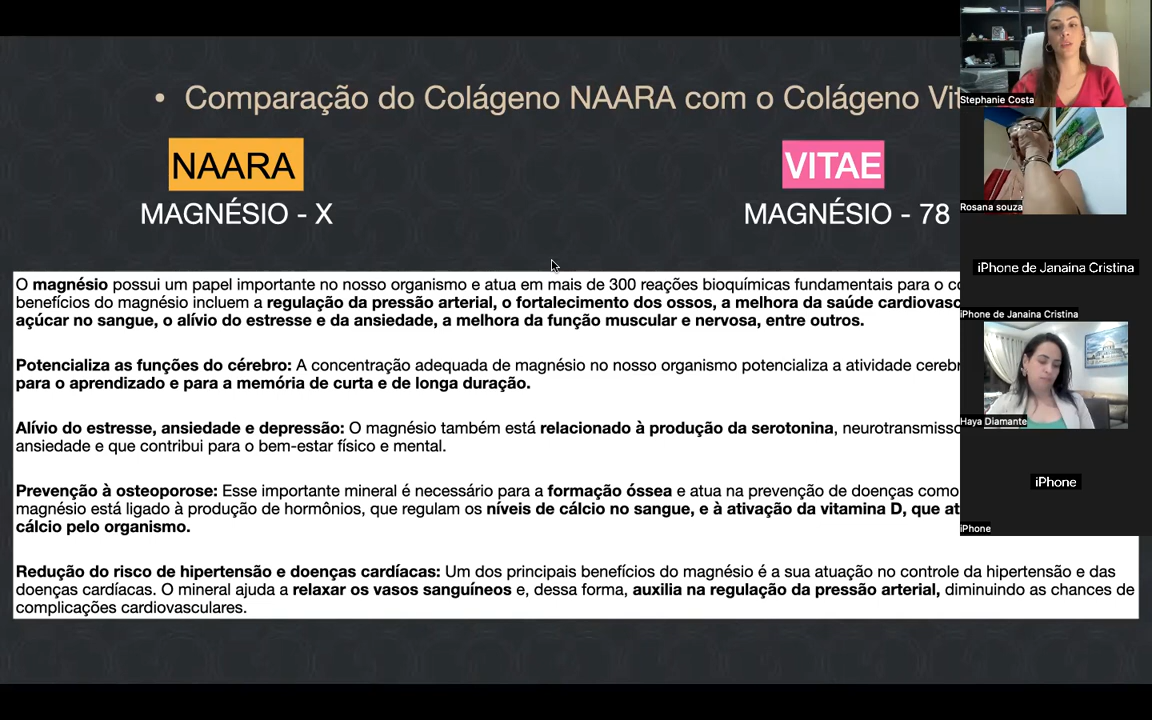 • Comparação do Colágeno NAARA com o Colágeno
NAARA
VITAE
MAGNÉSIO - X
MAGNÉSIO - 78
O magnésio possui um papel importante no nosso organismo e atua em mais de 300 reações bioquímicas fundamentais para o
benefícios do magnésio incluem a regulação da pressão arterial, o fortalecimento dos ossos, a melhora da saúde
açúcar no sangue, o alívio do estresse e da ansiedade, a melhora da função muscular e nervosa, entre outros.
Potencializa as funções do cérebro: A concentração adequada de magnésio no nosso organismo potencializa a atividade
para o aprendizado e para a memória de curta e de longa duração.
Alívio do estresse, ansiedade e depressão: O magnésio também está relacionado à produção da serotonina,
ansiedade e que contribui para o bem-estar físico e mental.
Prevenção à osteoporose: Esse importante mineral é necessário para a formação óssea e atua na prevenção de doenças como
magnésio está ligado à produção de hormônios, que regulam os níveis de cálcio no sangue, e à ativação da vitamina D, que
cálcio pelo organismo.
Redução do risco de hipertensão e doenças cardíacas: Um dos principais benefícios do magnésio é a sua atuação no controle da hipertensão e das
doenças cardíacas. O mineral ajuda a relaxar os vasos sanguíneos e, dessa forma, auxilia na regulação da pressão arterial, diminuindo as chances de
complicações cardiovasculares.
Stephanie Costa
Rosana souza
iPhone de Janaina Cristina
iPhone de Janaina Cristina
Haya Diamante
iPhone
iPhone